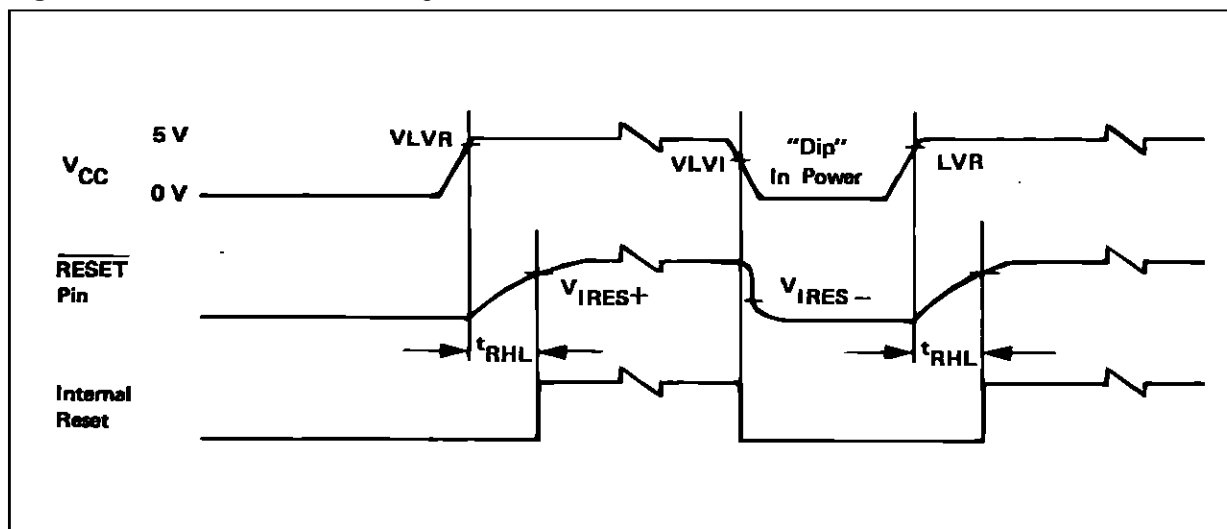 5 V
VCC
0 V
VLVR
VLVI
"Dip"
In Power
LVR
RESET
Pin
VIRES+
VIRES−
tRHL
tRHL
Internal
Reset